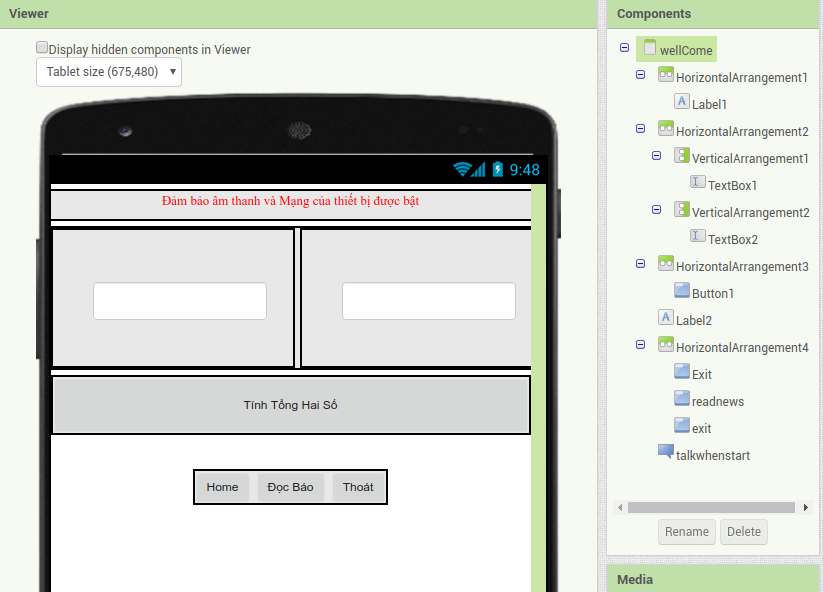 Viewer
Display hidden components in Viewer
Tablet size (675,480)
9:48
Đảm bảo âm thanh và Mạng của thiết bị được bật
Tính Tổng Hai Số
Home Đọc Báo Thoát
Components
wellCome
HorizontalArrangement1
A Label1
HorizontalArrangement2
VerticalArrangement1
TextBox1
VerticalArrangement2
TextBox2
HorizontalArrangement3
Button1
A Label2
HorizontalArrangement4
Exit
readnews
exit
talkwhenstart
Rename Delete
Media